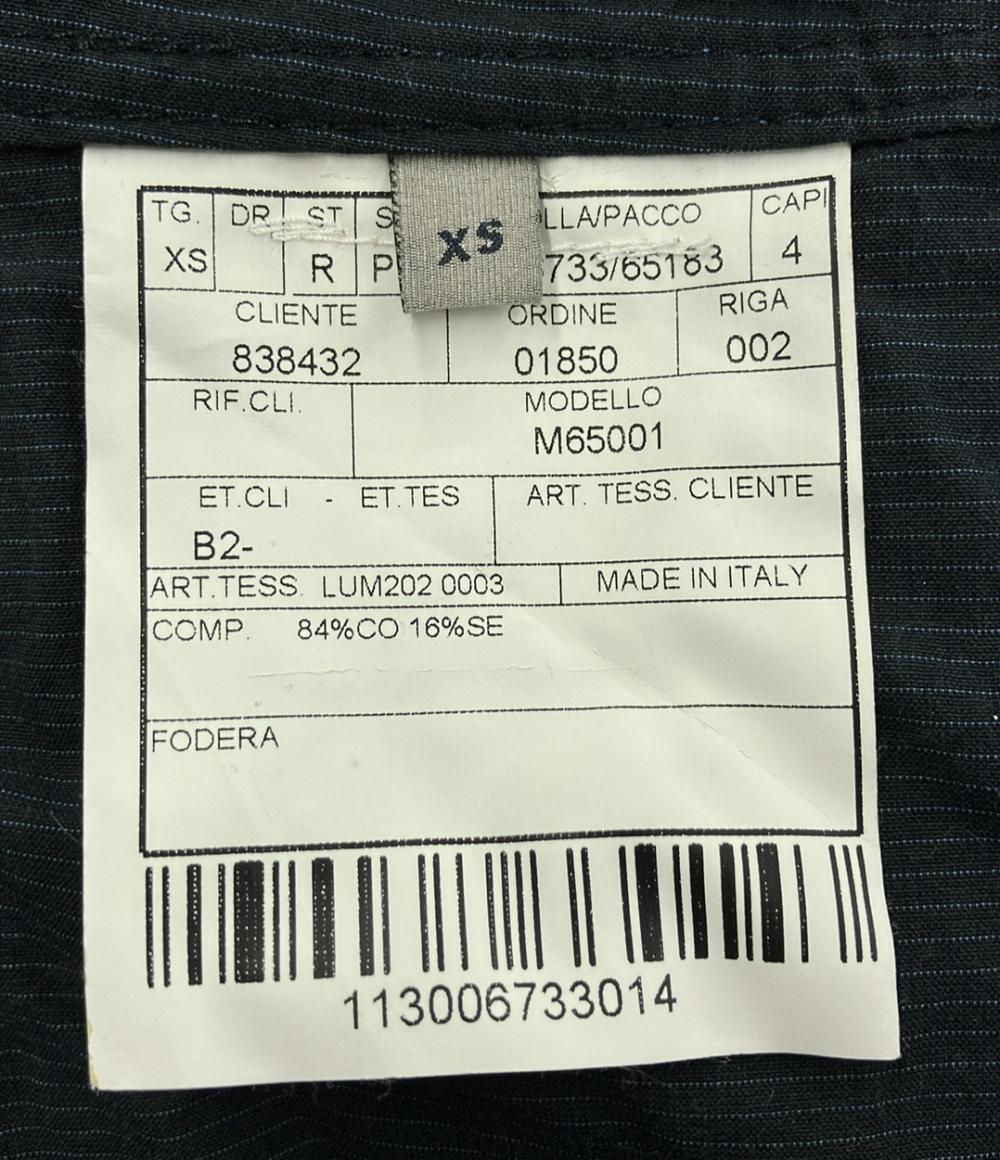 TG. DR ST S LLA/PACCO CAPI
XS R P 733/65183 4
XS
CLIENTE ORDINE RIGA
838432 01850 002
RIF.CLI. MODELLO
M65001
ET.CLI - ET.TES ART. TESS. CLIENTE
B2-
ART.TESS. LUM202 0003 MADE IN ITALY
COMP. 84%CO 16%SE
FODERA
113006733014